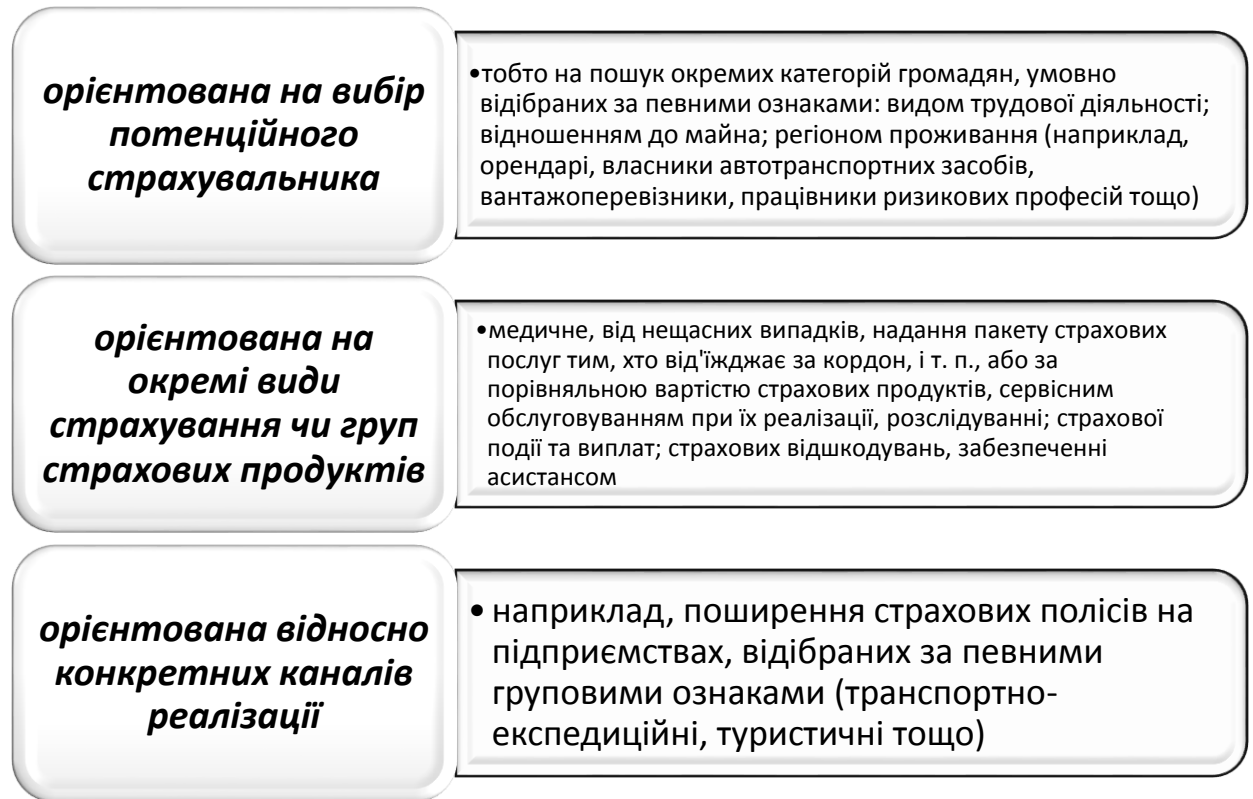 орієнтована на вибір
потенційного
страхувальника
•тобто на пошук окремих категорій громадян, умовно
відібраних за певними ознаками: видом трудової діяльності;
відношенням до майна; регіоном проживання (наприклад,
орендарі, власники автотранспортних засобів,
вантажоперевізники, працівники ризикових професій тощо)
орієнтована на
окремі види
страхування чи груп
страхових продуктів
•медичне, від нещасних випадків, надання пакету страхових
послуг тим, хто від'їжджає за кордон, і т. п., або за
порівняльною вартістю страхових продуктів, сервісним
обслуговуванням при їх реалізації, розслідуванні; страхової
події та виплат; страхових відшкодувань, забезпеченні
асистансом
орієнтована відносно
конкретних каналів
реалізації
• наприклад, поширення страхових полісів на
підприємствах, відібраних за певними
груповими ознаками (транспортно-
експедиційні, туристичні тощо)